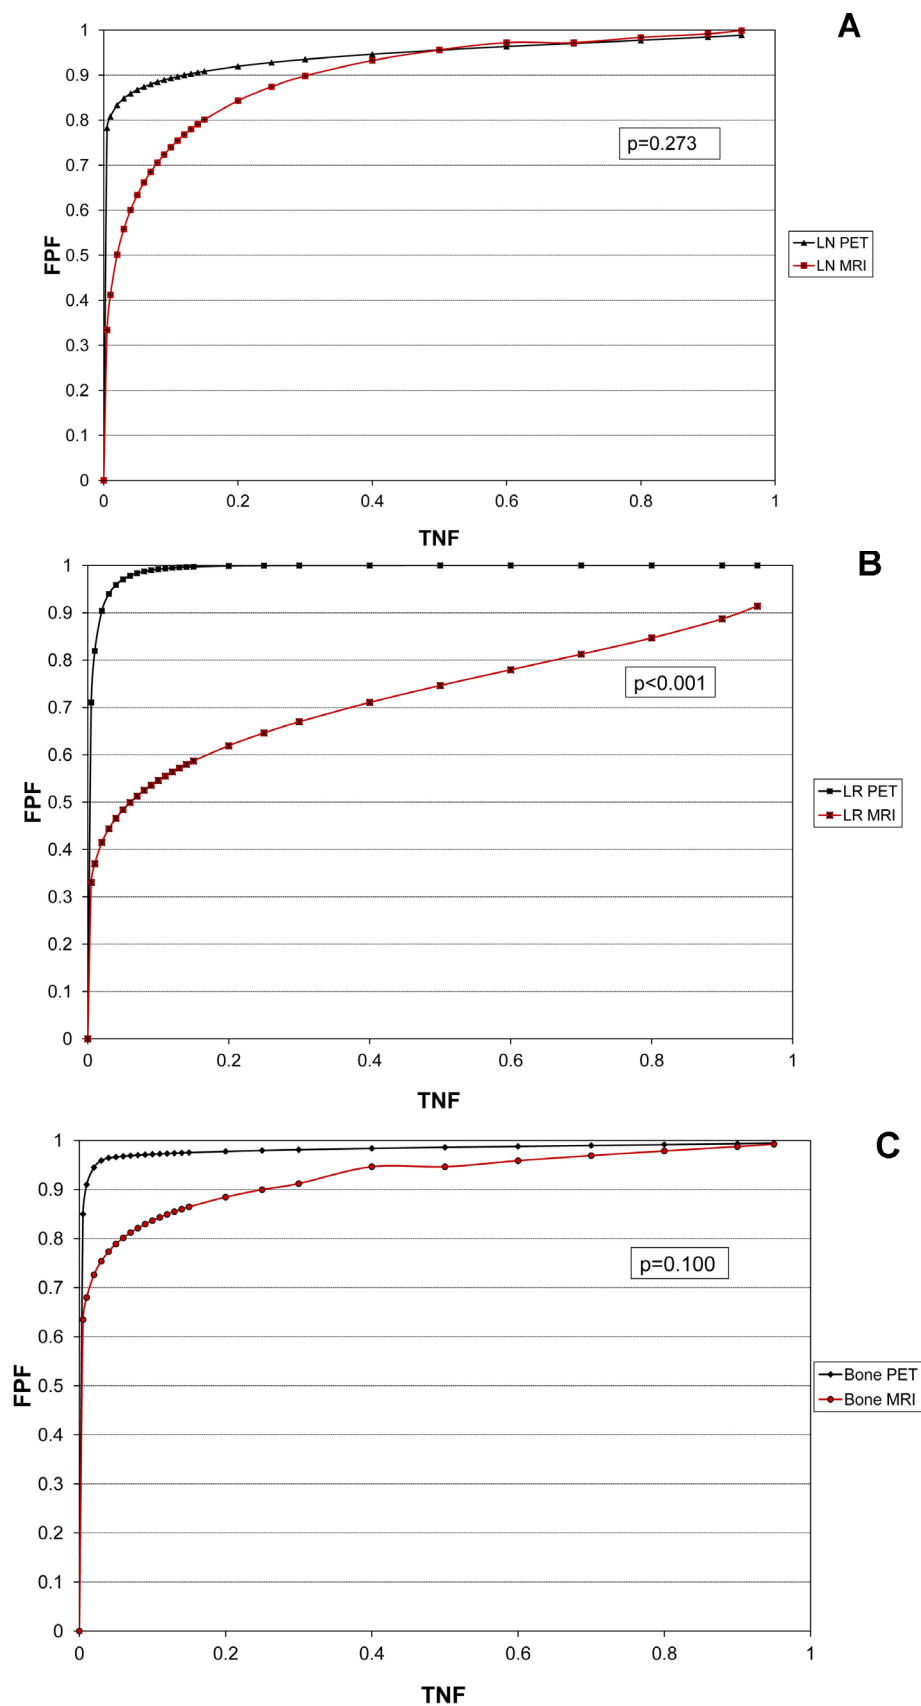 A
1
0.9
0.8
0.7
0.6
0.5
0.4
0.3
0.2
0.1
0
FPF
p=0.273
LN PET
LN MRI
0 0.2 0.4 0.6 0.8 1
TNF
B
1
0.9
0.8
0.7
0.6
0.5
0.4
0.3
0.2
0.1
0
FPF
p<0.001
LR PET
LR MRI
0 0.2 0.4 0.6 0.8 1
TNF
C
1
0.9
0.8
0.7
0.6
0.5
0.4
0.3
0.2
0.1
0
FPF
p=0.100
Bone PET
Bone MRI
0 0.2 0.4 0.6 0.8 1
TNF